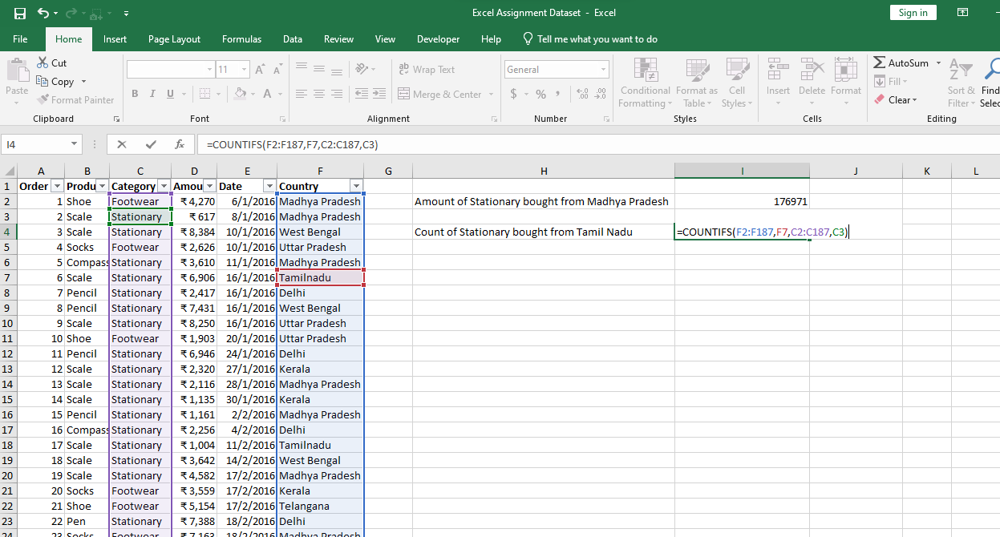 Excel Assignment Dataset - Excel
Sign in
File Home Insert Page Layout Formulas Data Review View Developer Help Tell me what you want to do
Cut
Copy
Format Painter
Paste
Clipboard
11 A A
B I U A
Font
ab Wrap Text
Merge & Center
Alignment
General
$ % ,
Number
Conditional Formatting
Format as Table
Cell Styles
Styles
Insert Delete Format
Cells
AutoSum
Fill
Clear
Sort & Filter
Find
Selec
Editing
I4 fx =COUNTIFS(F2:F187,F7,C2:C187,C3)
A B C D E F G H I J K L
1 Order Produ Category Amou Date Country
2 1 Shoe Footwear ₹ 4,270 6/1/2016 Madhya Pradesh Amount of Stationary bought from Madhya Pradesh 176971
3 2 Scale Stationary ₹ 617 8/1/2016 Madhya Pradesh
4 3 Scale Stationary ₹ 8,384 10/1/2016 West Bengal Count of Stationary bought from Tamil Nadu =COUNTIFS(F2:F187,F7,C2:C187,C3)
5 4 Socks Footwear ₹ 2,626 10/1/2016 Uttar Pradesh
6 5 Compass Stationary ₹ 3,610 11/1/2016 Madhya Pradesh
7 6 Scale Stationary ₹ 6,906 16/1/2016 Tamilnadu
8 7 Pencil Stationary ₹ 2,417 16/1/2016 Delhi
9 8 Pencil Stationary ₹ 7,431 16/1/2016 West Bengal
10 9 Scale Stationary ₹ 8,250 16/1/2016 Uttar Pradesh
11 10 Shoe Footwear ₹ 1,903 20/1/2016 Uttar Pradesh
12 11 Pencil Stationary ₹ 6,946 24/1/2016 Delhi
13 12 Scale Stationary ₹ 2,320 27/1/2016 Kerala
14 13 Scale Stationary ₹ 2,116 28/1/2016 Madhya Pradesh
15 14 Scale Stationary ₹ 1,135 30/1/2016 Kerala
16 15 Pencil Stationary ₹ 1,161 2/2/2016 Madhya Pradesh
17 16 Compass Stationary ₹ 2,256 4/2/2016 Delhi
18 17 Scale Stationary ₹ 1,004 11/2/2016 Tamilnadu
19 18 Scale Stationary ₹ 3,642 14/2/2016 West Bengal
20 19 Scale Stationary ₹ 4,582 17/2/2016 Madhya Pradesh
21 20 Socks Footwear ₹ 3,559 17/2/2016 Kerala
22 21 Shoe Footwear ₹ 5,154 17/2/2016 Telangana
23 22 Pen Stationary ₹ 7,388 18/2/2016 Delhi
24 23 Socks Footwear ₹ 7,163 18/2/2016 Madhya Pradesh